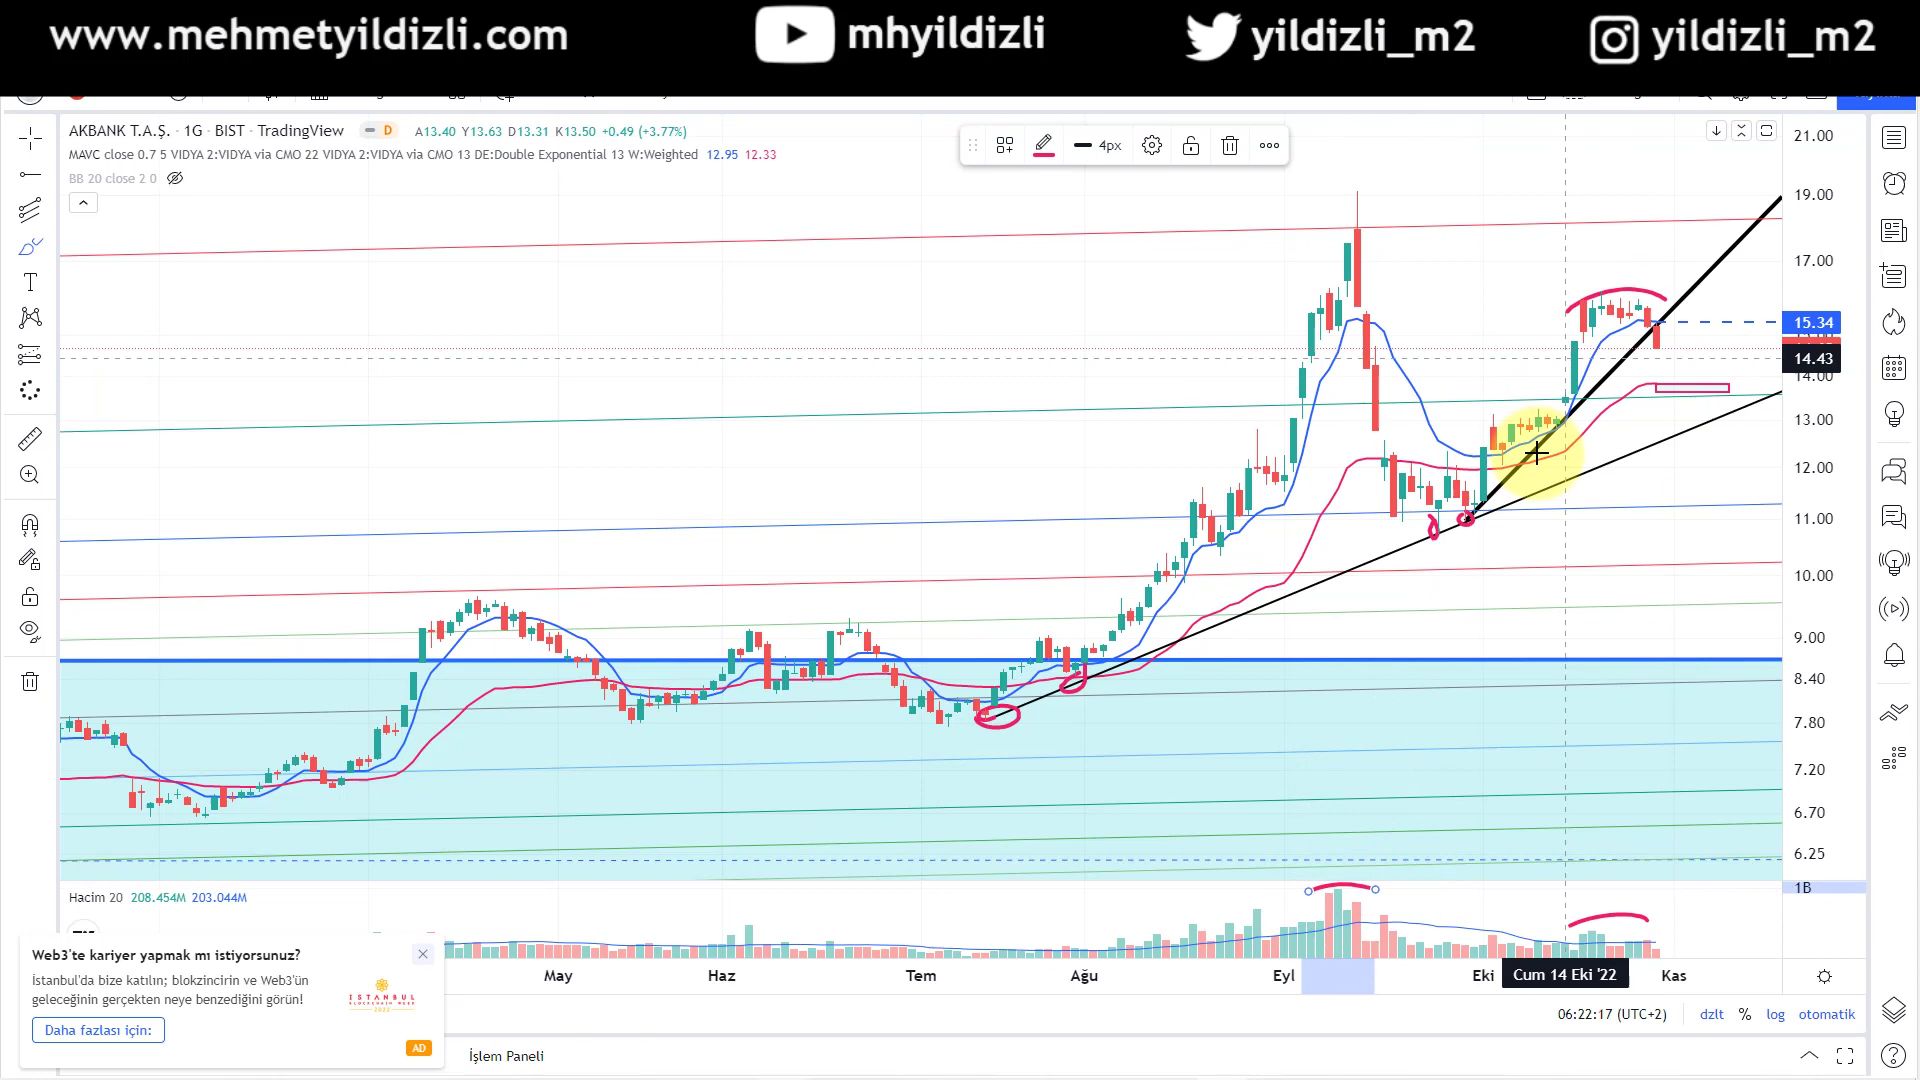 www.mehmetyildizli.com
mhyildizli
yildizli_m2
yildizli_m2
AKBANK T.A.Ş. · 1G · BIST · TradingView
D
A13.40 Y13.63 D13.31 K13.50 +0.49 (+3.77%)
MAVC close 0.7 5 VIDYA 2:VIDYA via CMO 22 VIDYA 2:VIDYA via CMO 13 DE:Double Exponential 13 W:Weighted 12.95 12.33
BB 20 close 2 0
4px
21.00
19.00
17.00
15.34
14.43
14.00
13.00
12.00
11.00
10.00
9.00
8.40
7.80
7.20
6.70
6.25
1B
Hacim 20 208.454M 203.044M
May
Haz
Tem
Ağu
Eyl
Eki
Cum 14 Eki '22
Kas
Web3'te kariyer yapmak mı istiyorsunuz?
İstanbul'da bize katılın; blokzincirin ve Web3'ün
geleceğinin gerçekten neye benzediğini görün!
ISTANBUL
BLOCKCHAIN WEEK
2022
Daha fazlası için:
AD
06:22:17 (UTC+2)
dzlt
%
log
otomatik
İşlem Paneli